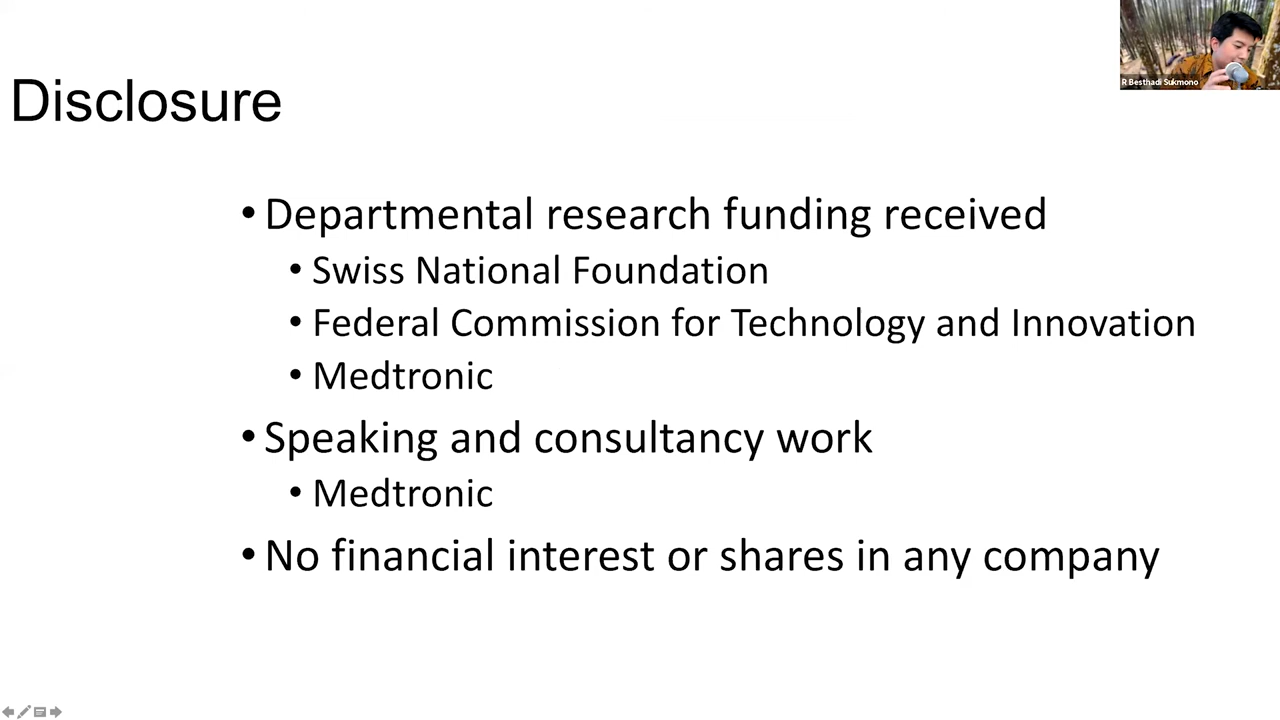 R Besthadi Sukmono
Disclosure
• Departmental research funding received
• Swiss National Foundation
• Federal Commission for Technology and Innovation
• Medtronic
• Speaking and consultancy work
• Medtronic
• No financial interest or shares in any company